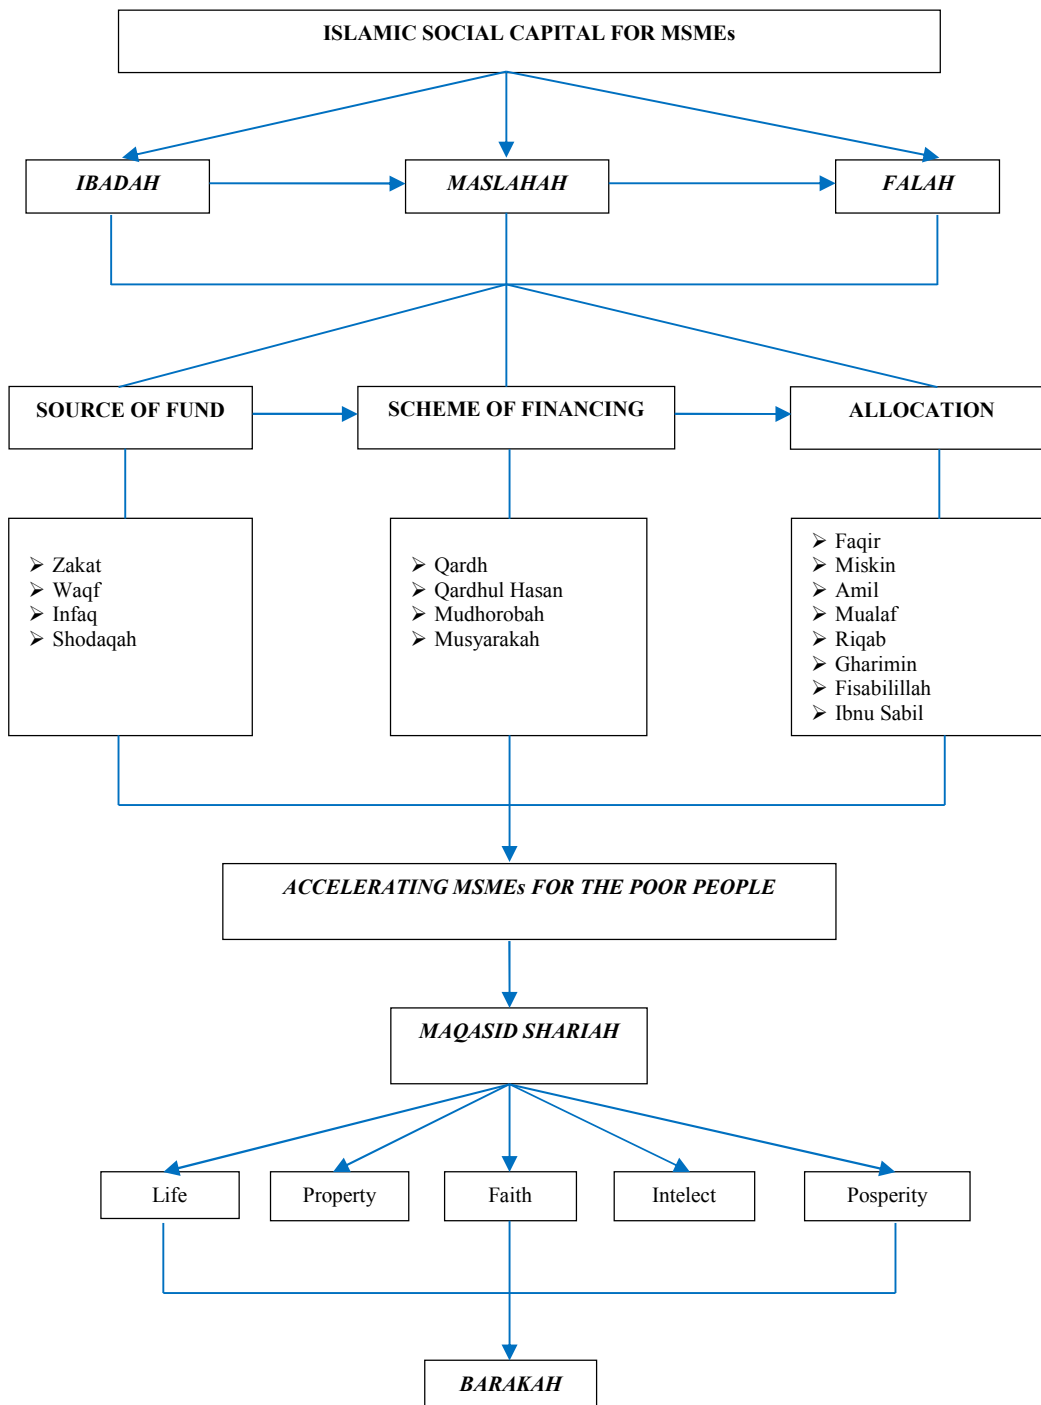 ISLAMIC SOCIAL CAPITAL FOR MSMEs
IBADAH
MASLAHAH
FALAH
SOURCE OF FUND
SCHEME OF FINANCING
ALLOCATION
➢ Zakat
➢ Waqf
➢ Infaq
➢ Shodaqah
➢ Qardh
➢ Qardhul Hasan
➢ Mudhorobah
➢ Musyarakah
➢ Faqir
➢ Miskin
➢ Amil
➢ Mualaf
➢ Riqab
➢ Gharimin
➢ Fisabilillah
➢ Ibnu Sabil
ACCELERATING MSMEs FOR THE POOR PEOPLE
MAQASID SHARIAH
Life
Property
Faith
Intelect
Posperity
BARAKAH